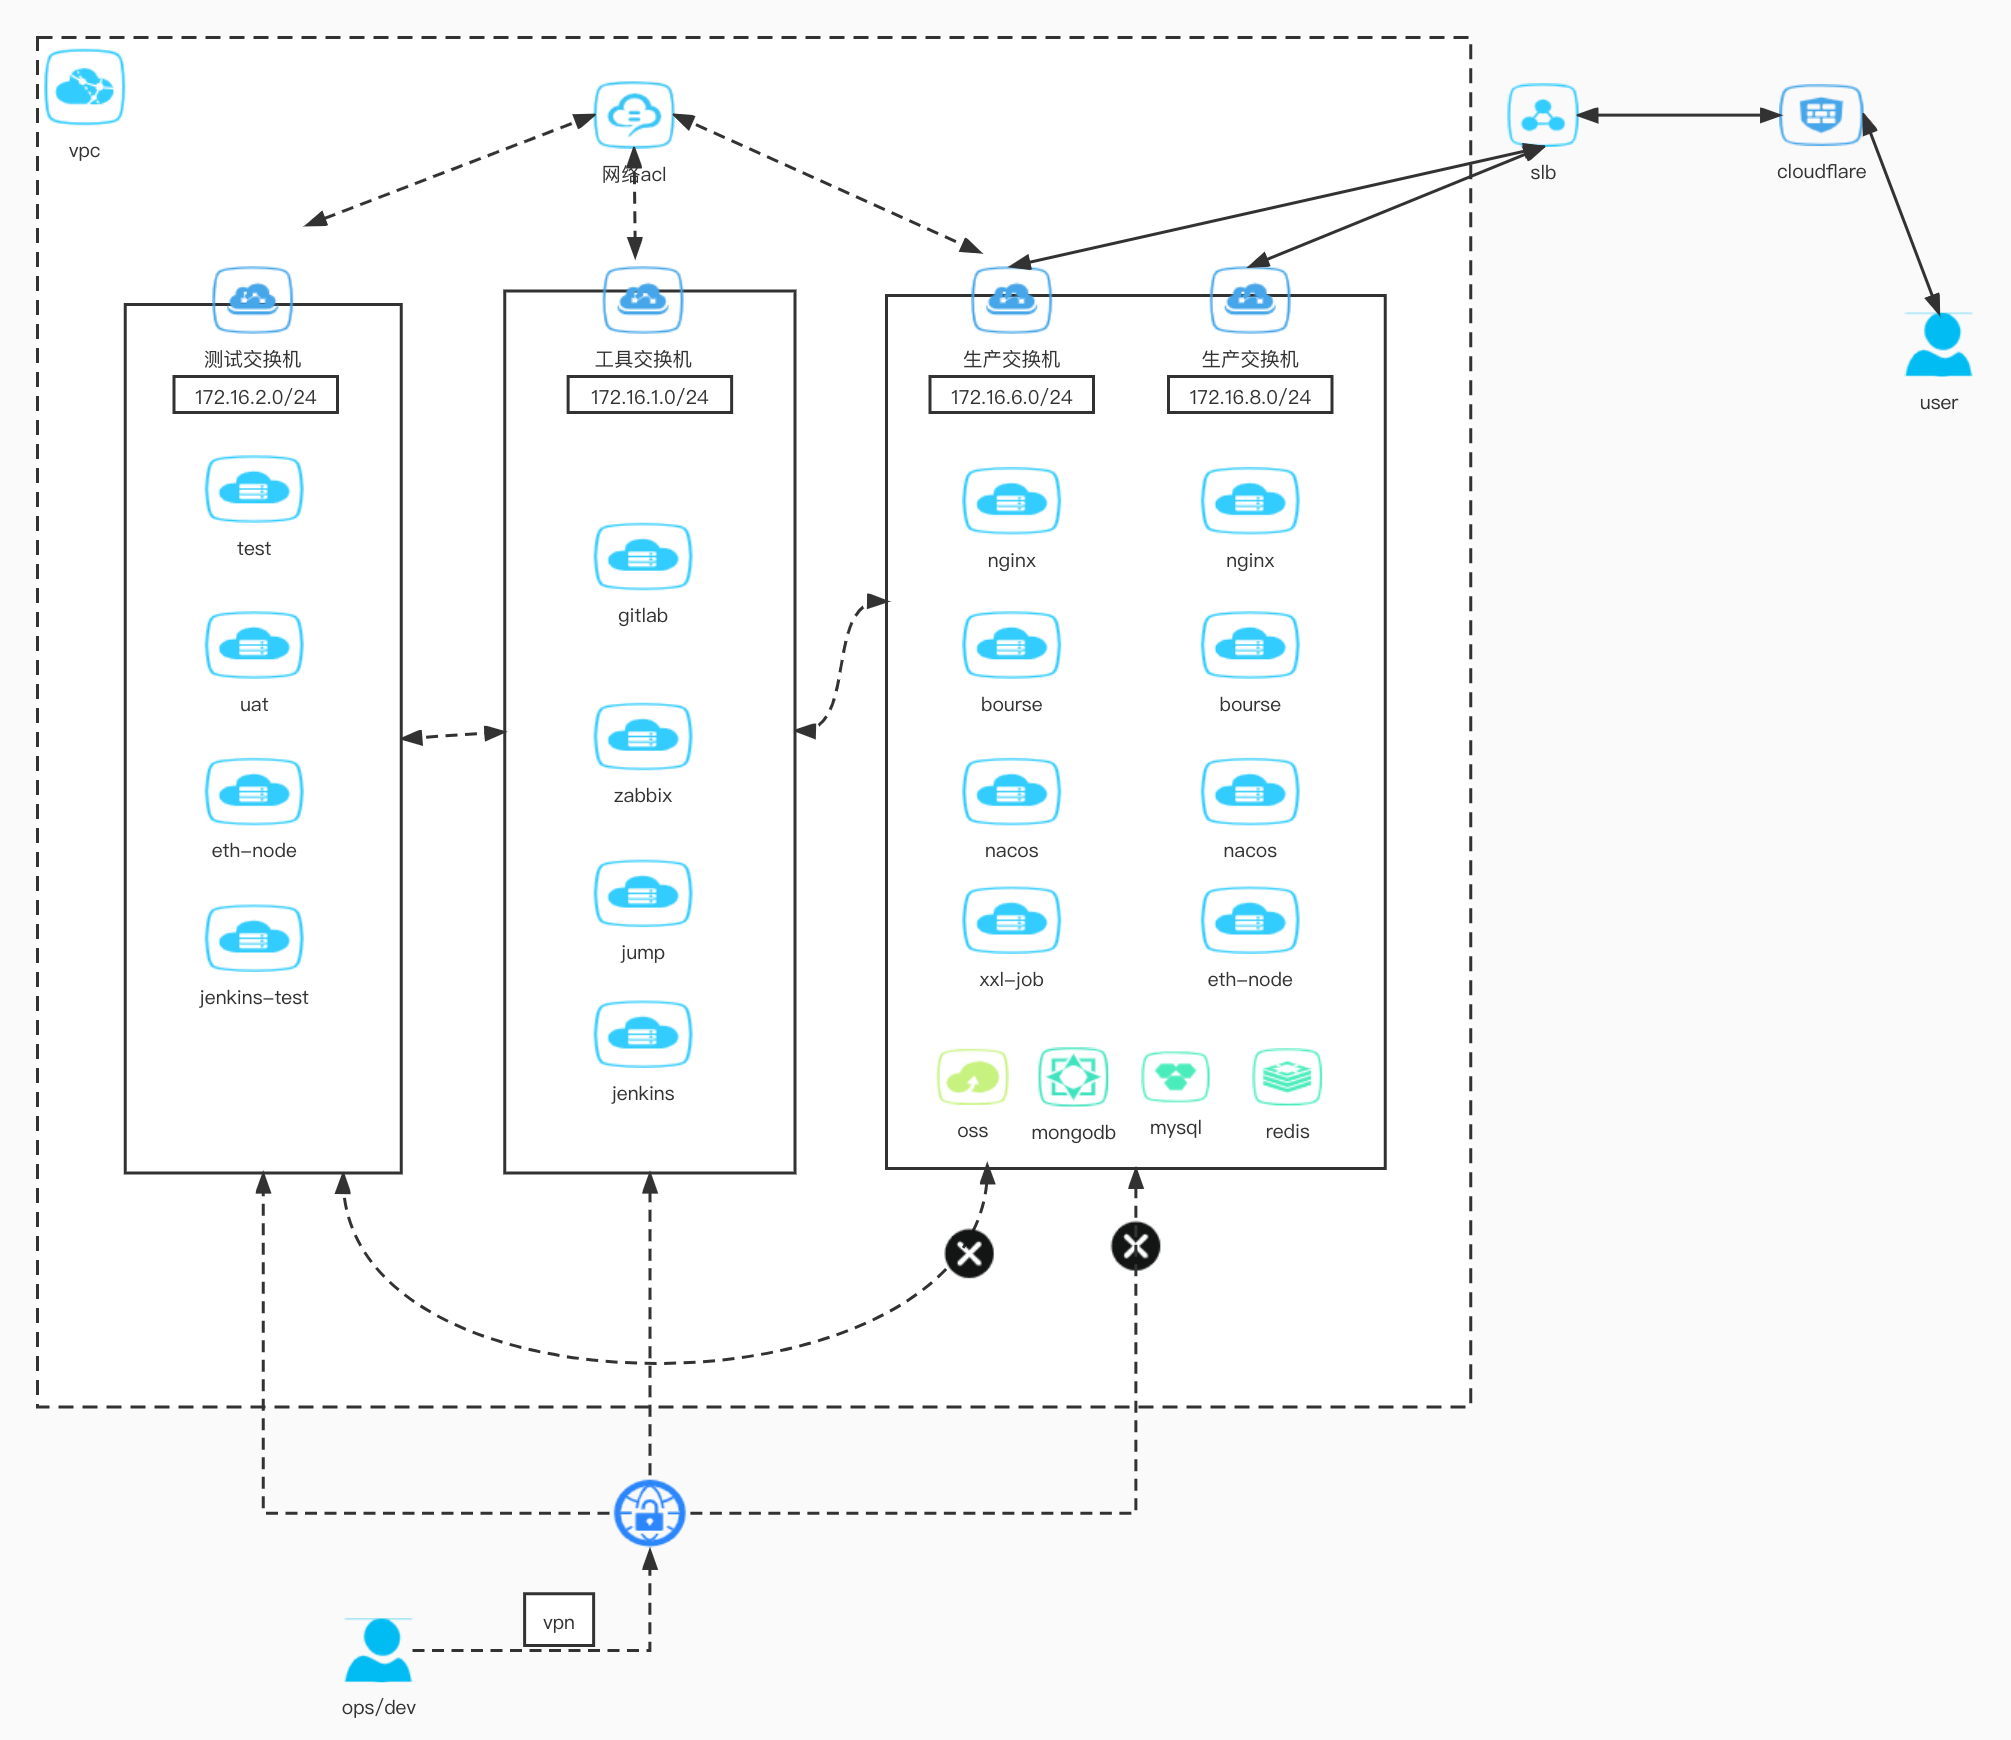 vpc
网络acl
slb
cloudflare
user
测试交换机
172.16.2.0/24
test
uat
eth-node
jenkins-test
工具交换机
172.16.1.0/24
gitlab
zabbix
jump
jenkins
生产交换机
172.16.6.0/24
nginx
bourse
nacos
xxl-job
生产交换机
172.16.8.0/24
nginx
bourse
nacos
eth-node
oss
mongodb
mysql
redis
vpn
ops/dev